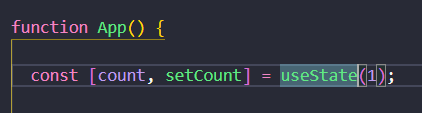 function App() {
const [count, setCount] = useState(1);